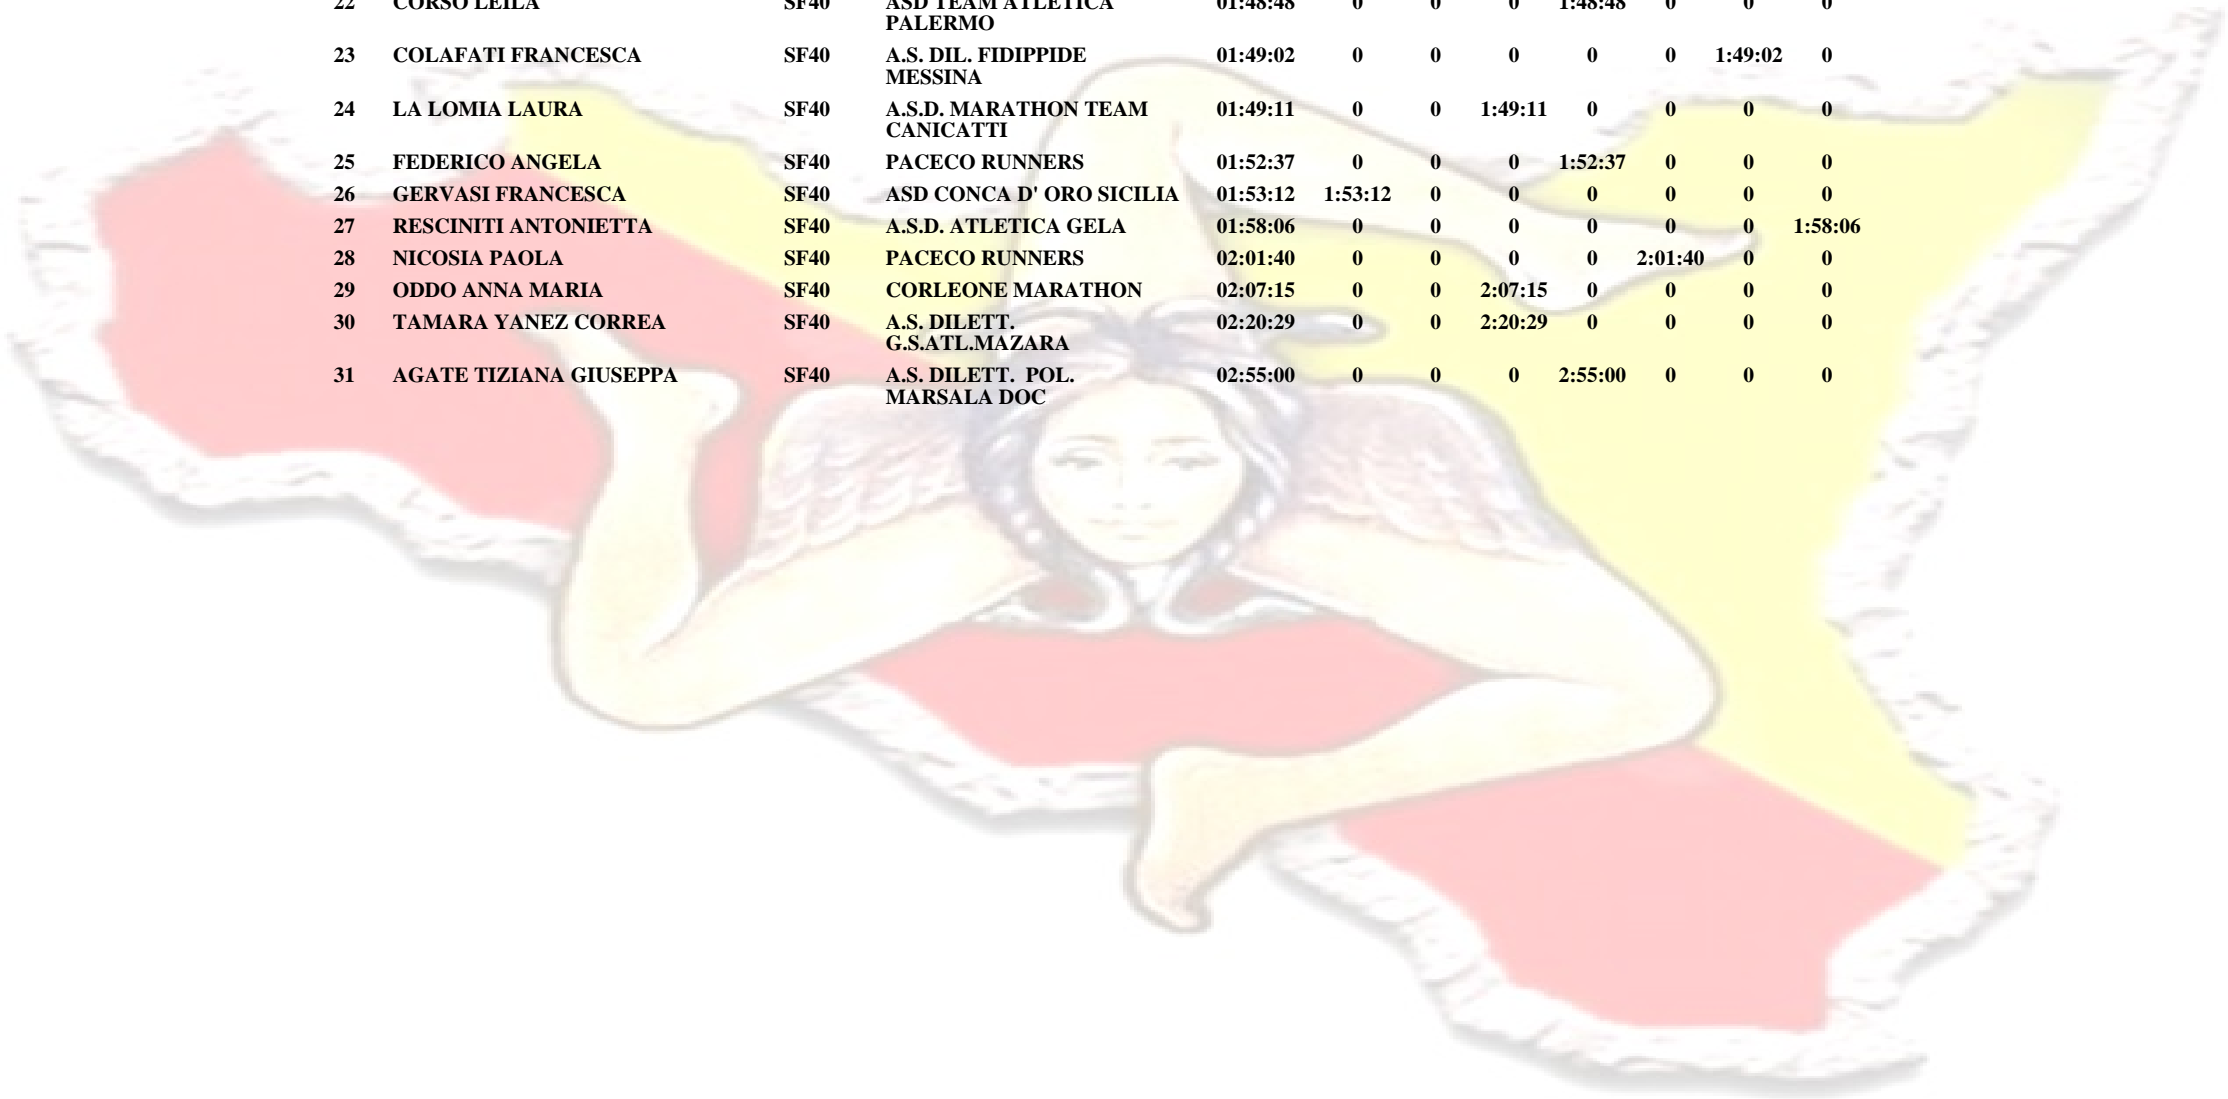 22 CORSO LEILA SF40 ASD TEAM ATLETICA 01:48:48 0 0 0 1:48:48 0 0 0
PALERMO
23 COLAFATI FRANCESCA SF40 A.S. DIL. FIDIPPIDE 01:49:02 0 0 0 0 0 1:49:02 0
MESSINA
24 LA LOMIA LAURA SF40 A.S.D. MARATHON TEAM 01:49:11 0 0 1:49:11 0 0 0 0
CANICATTI
25 FEDERICO ANGELA SF40 PACECO RUNNERS 01:52:37 0 0 0 1:52:37 0 0 0
26 GERVASI FRANCESCA SF40 ASD CONCA D' ORO SICILIA 01:53:12 1:53:12 0 0 0 0 0 0
27 RESCINITI ANTONIETTA SF40 A.S.D. ATLETICA GELA 01:58:06 0 0 0 0 0 0 1:58:06
28 NICOSIA PAOLA SF40 PACECO RUNNERS 02:01:40 0 0 0 0 2:01:40 0 0
29 ODDO ANNA MARIA SF40 CORLEONE MARATHON 02:07:15 0 0 2:07:15 0 0 0 0
30 TAMARA YANEZ CORREA SF40 A.S. DILETT. 02:20:29 0 0 2:20:29 0 0 0 0
G.S.ATL.MAZARA
31 AGATE TIZIANA GIUSEPPA SF40 A.S. DILETT. POL. 02:55:00 0 0 0 2:55:00 0 0 0
MARSALA DOC